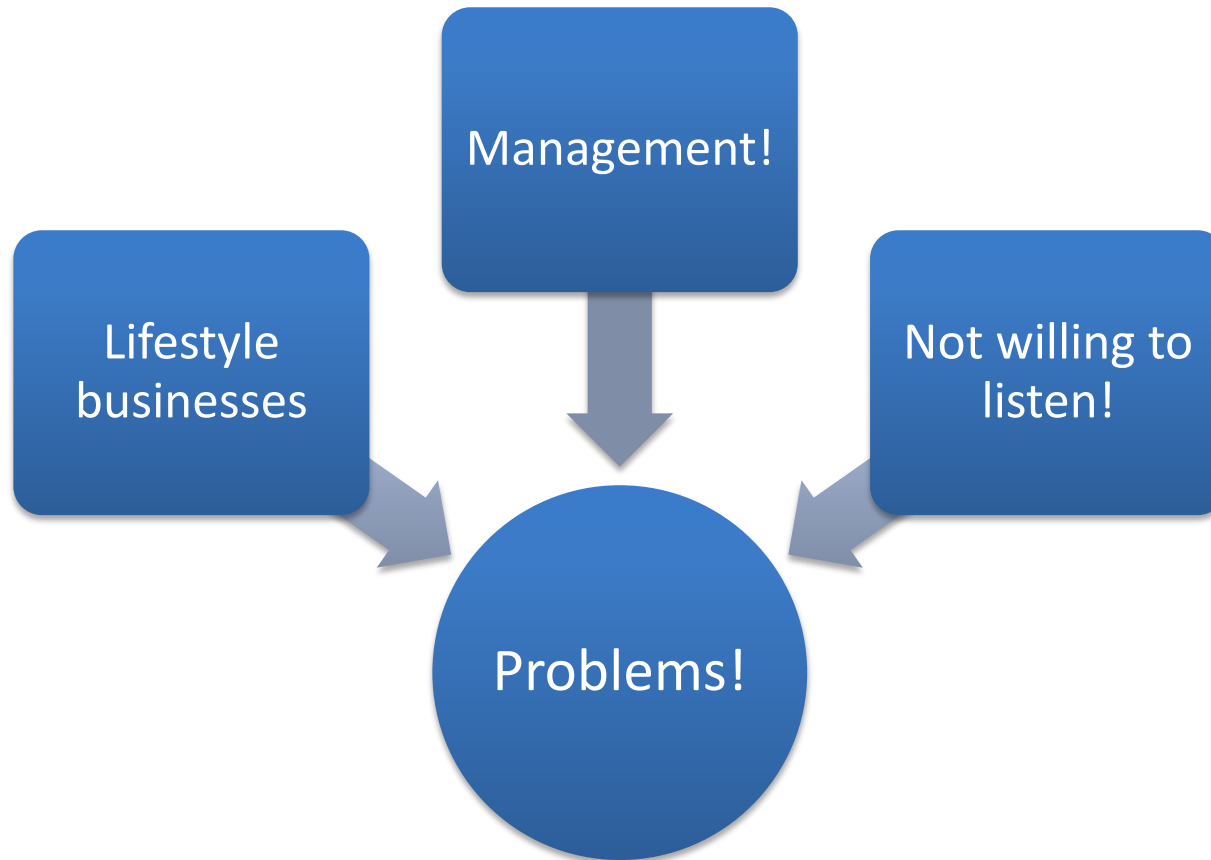 Management!
Lifestyle
businesses
Not willing to
listen!
Problems!